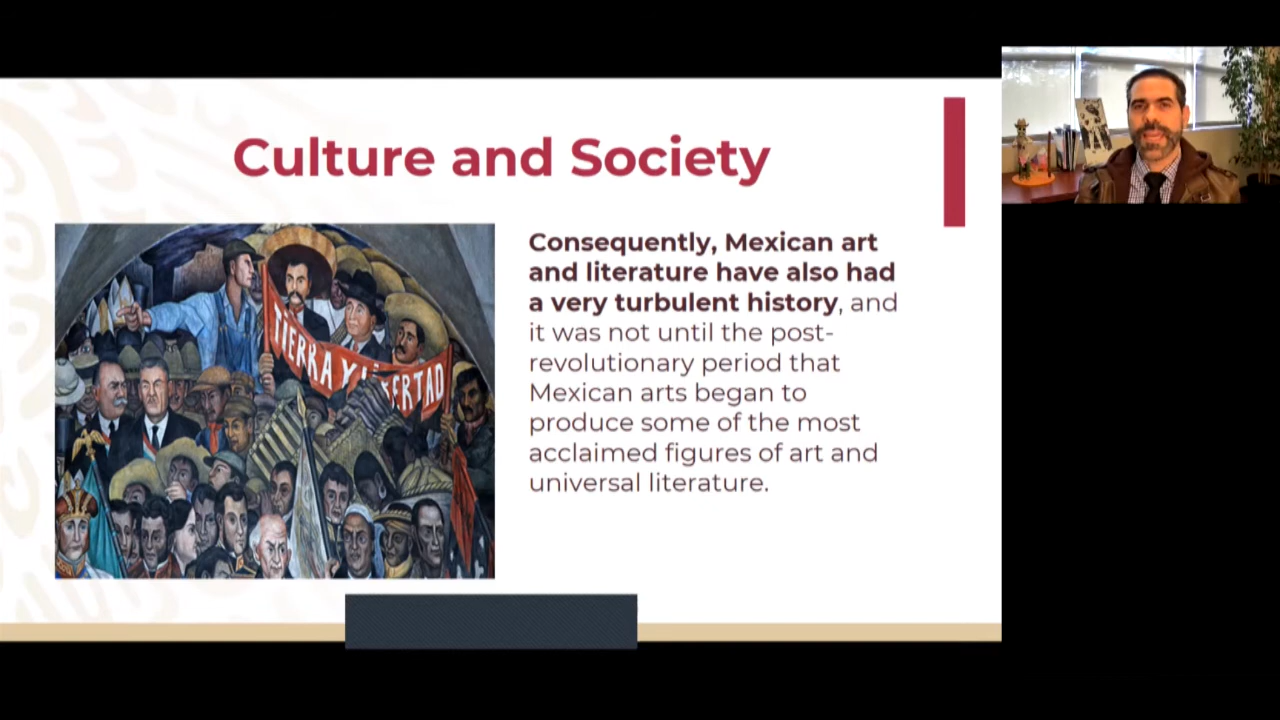 Culture and Society
TIERRA Y LIBERTAD
Consequently, Mexican art
and literature have also had
a very turbulent history, and
it was not until the post-
revolutionary period that
Mexican arts began to
produce some of the most
acclaimed figures of art and
universal literature.